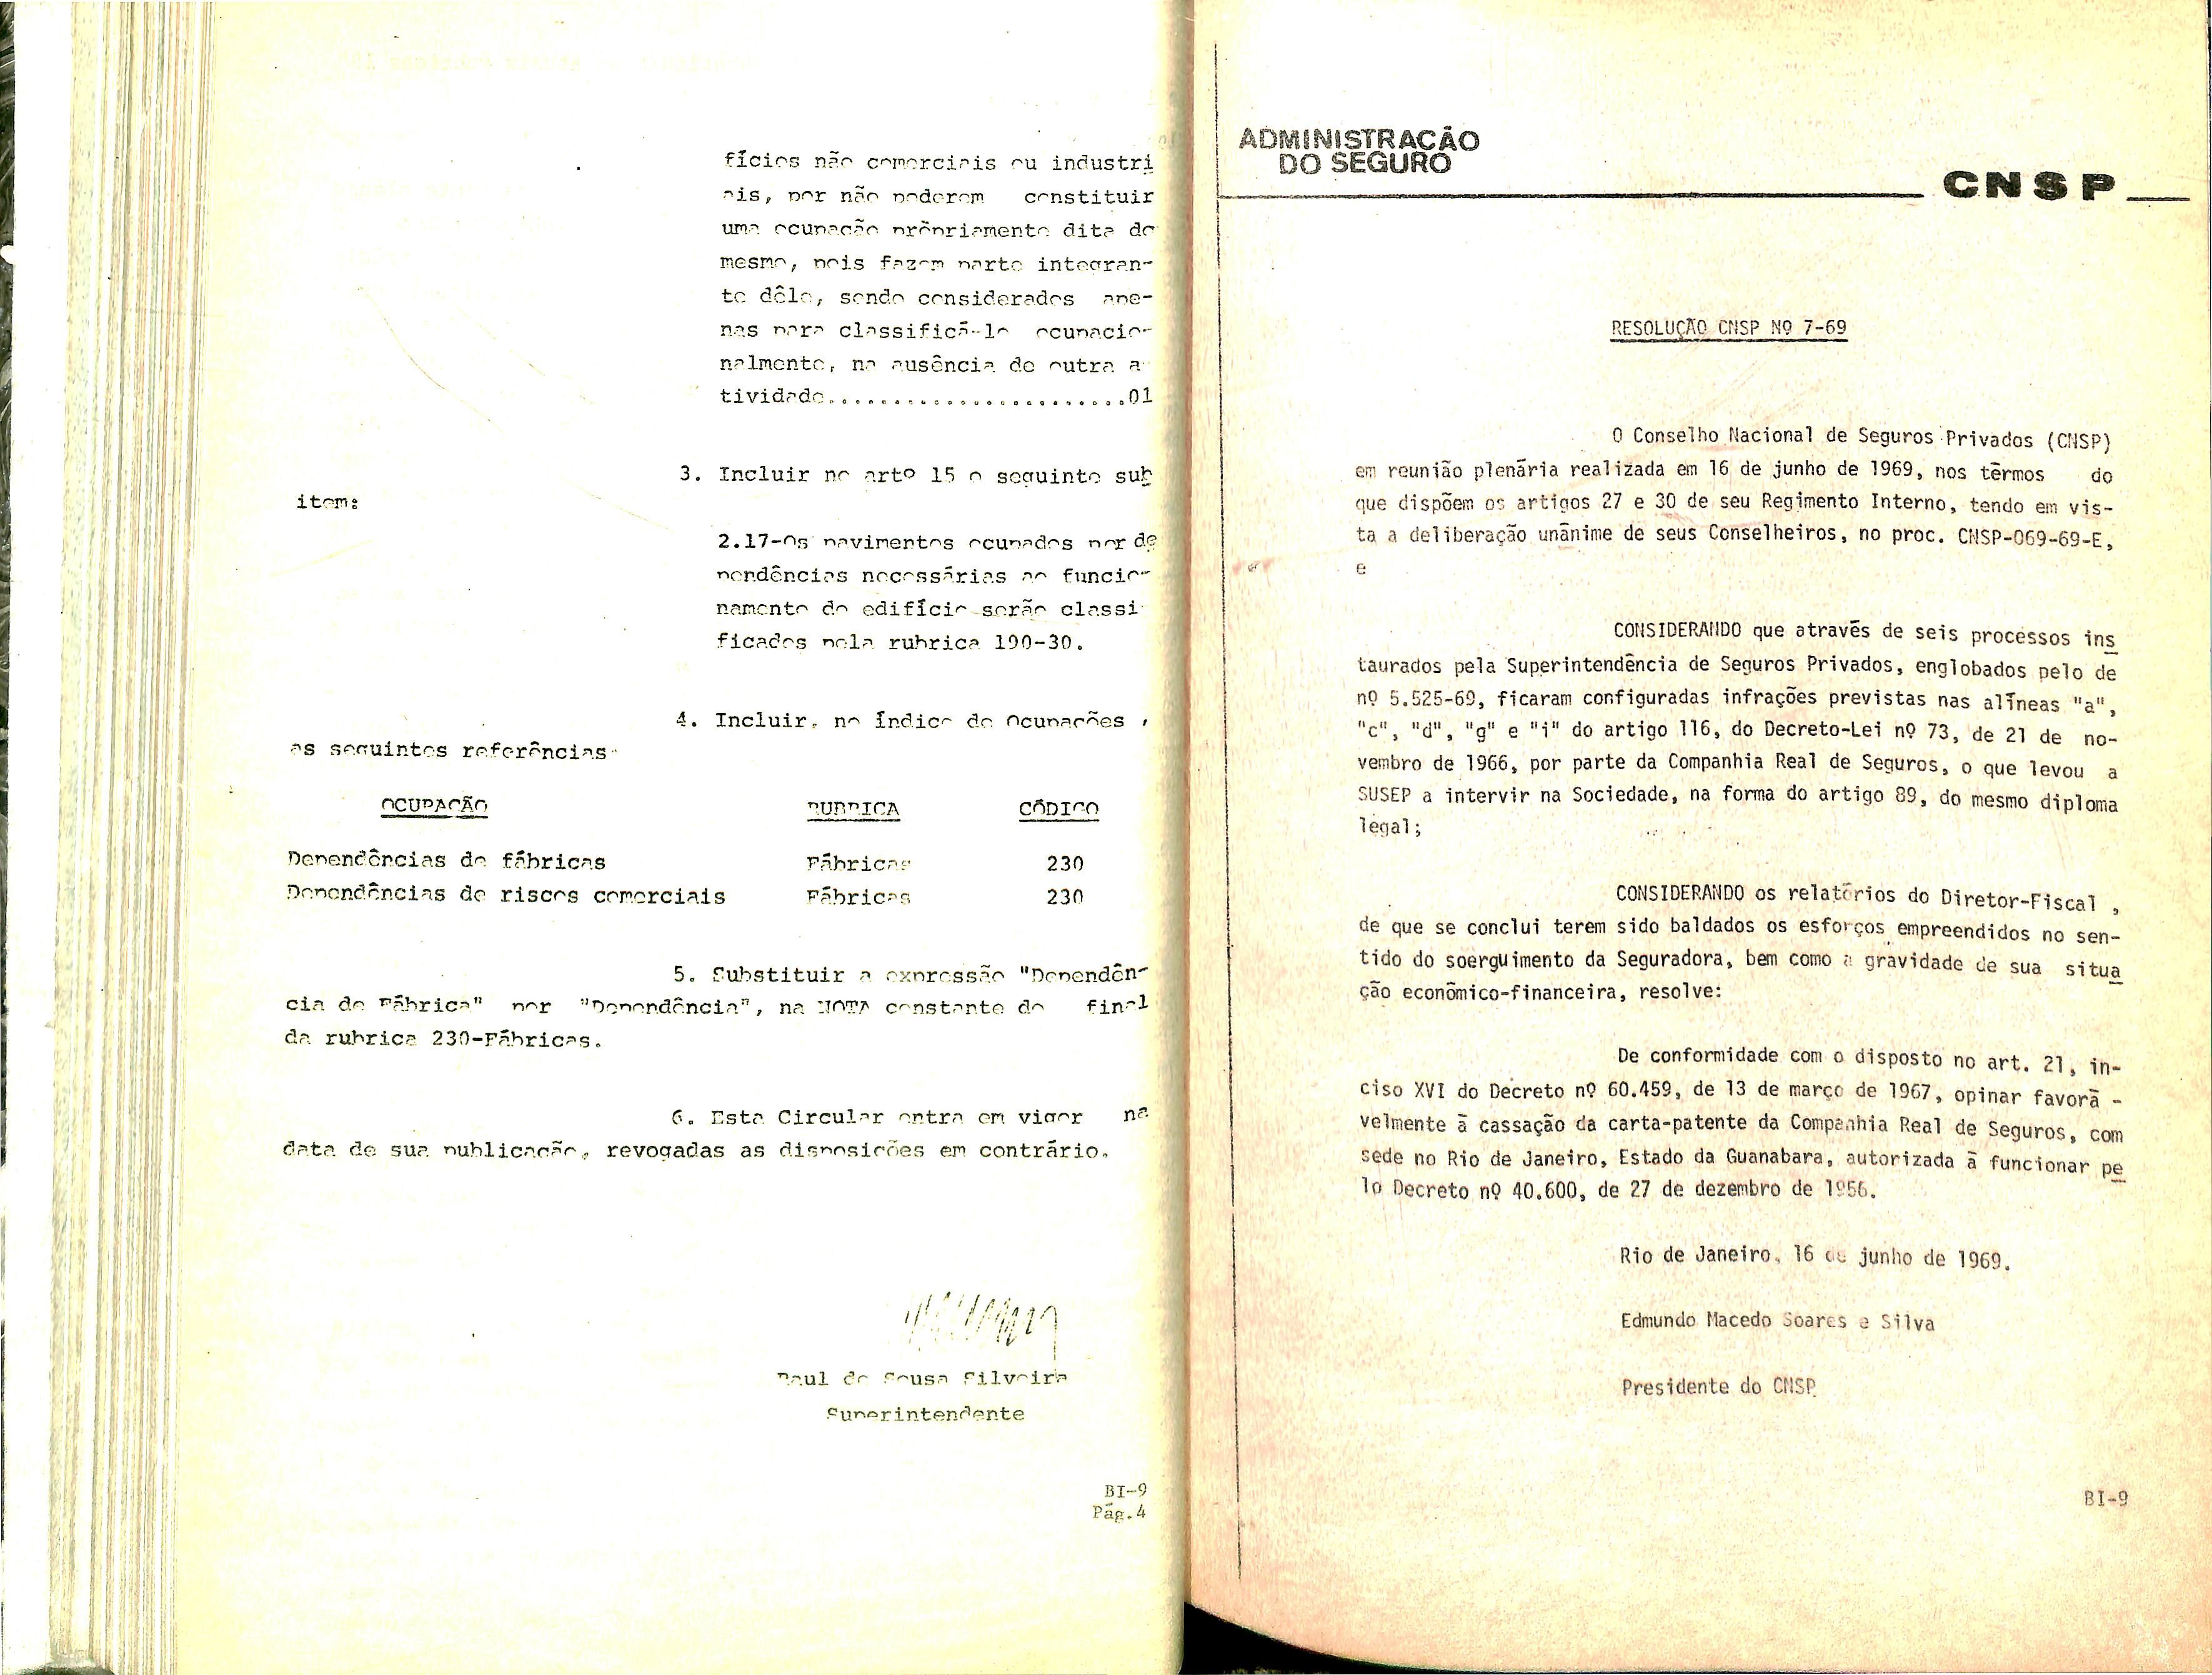 fícios não comerciais ou industri
ais, por não poderem constituir
uma ocupação pròpriamente dita do
mesmo, pois fazem parte integran-
te dêle, sendo considerados ape-
nas para classificá-lo ocupacio-
nalmente, na ausência de outra a
tividade.......................01
3. Incluir no artº 15 o seguinte sub
item:
2.17-Os pavimentos ocupados por de
pendências necessárias ao funcio-
namento do edifício serão classi
ficados pela rubrica 190-30.
4. Incluir, no Índice de Ocupações ,
as seguintes referências
OCUPAÇÃO RUBRICA CÓDIGO
Dependências de fábricas Fábricas 230
Dependências de riscos comerciais Fábricas 230
5. Substituir a expressão "Dependên-
cia de Fábrica" por "Dependência", na NOTA constante do final
da rubrica 230-Fábricas.
6. Esta Circular entra em vigor na
data de sua publicação, revogadas as disposições em contrário.
Raul de Sousa Silveira
Superintendente
BI-9
Pág.4
ADMINISTRAÇÃO
DO SEGURO
CNSP
RESOLUÇÃO CNSP Nº 7-69
O Conselho Nacional de Seguros Privados (CNSP)
em reunião plenária realizada em 16 de junho de 1969, nos têrmos do
que dispõem os artigos 27 e 30 de seu Regimento Interno, tendo em vis-
ta a deliberação unânime de seus Conselheiros, no proc. CNSP-069-69-E,
e
CONSIDERANDO que através de seis processos ins
taurados pela Superintendência de Seguros Privados, englobados pelo de
nº 5.525-69, ficaram configuradas infrações previstas nas alíneas "a",
"c", "d", "g" e "i" do artigo 116, do Decreto-Lei nº 73, de 21 de no-
vembro de 1966, por parte da Companhia Real de Seguros, o que levou a
SUSEP a intervir na Sociedade, na forma do artigo 89, do mesmo diploma
legal;
CONSIDERANDO os relatórios do Diretor-Fiscal ,
de que se conclui terem sido baldados os esforços empreendidos no sen-
tido do soerguimento da Seguradora, bem como a gravidade de sua situa
ção econômico-financeira, resolve:
De conformidade com o disposto no art. 21, in-
ciso XVI do Decreto nº 60.459, de 13 de março de 1967, opinar favorà -
velmente à cassação da carta-patente da Companhia Real de Seguros, com
sede no Rio de Janeiro, Estado da Guanabara, autorizada à funcionar pe
lo Decreto nº 40.600, de 27 de dezembro de 1956.
Rio de Janeiro, 16 de junho de 1969.
Edmundo Macedo Soares e Silva
Presidente do CNSP
BI-9